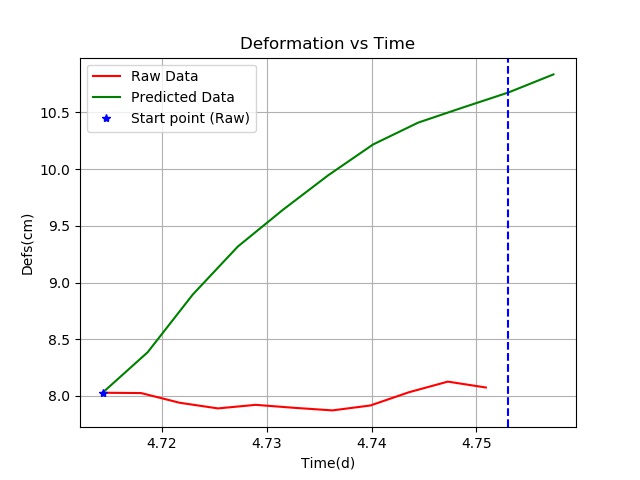 Deformation vs Time
Raw Data
Predicted Data
Start point (Raw)
Defs(cm)
10.5
10.0
9.5
9.0
8.5
8.0
4.72 4.73 4.74 4.75
Time(d)